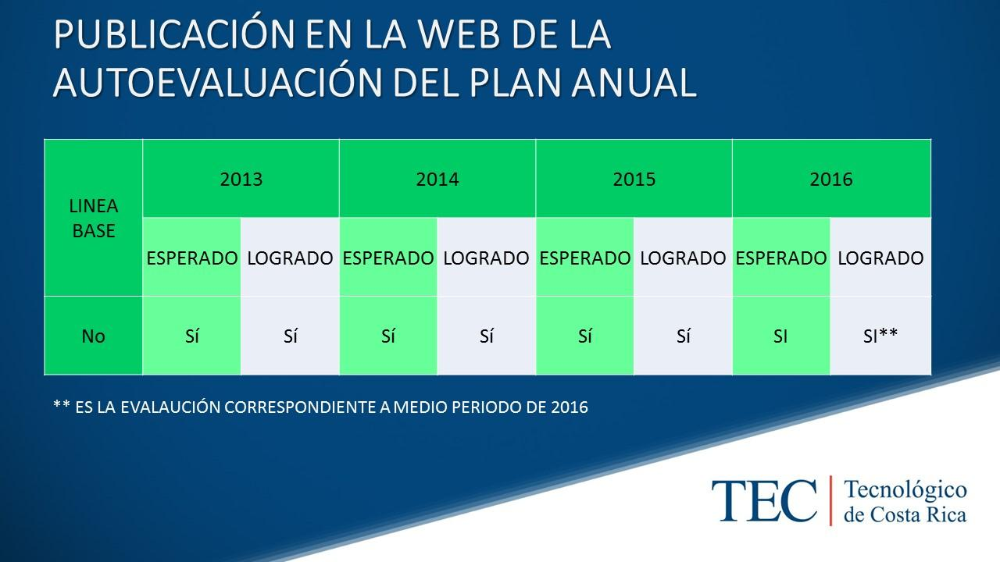 PUBLICACIÓN EN LA WEB DE LA
AUTOEVALUACIÓN DEL PLAN ANUAL
LINEA
BASE
2013 2014 2015 2016
ESPERADO LOGRADO ESPERADO LOGRADO ESPERADO LOGRADO ESPERADO LOGRADO
No Sí Sí Sí Sí Sí Sí SI SI**
** ES LA EVALAUCIÓN CORRESPONDIENTE A MEDIO PERIODO DE 2016
TEC
Tecnológico
de Costa Rica